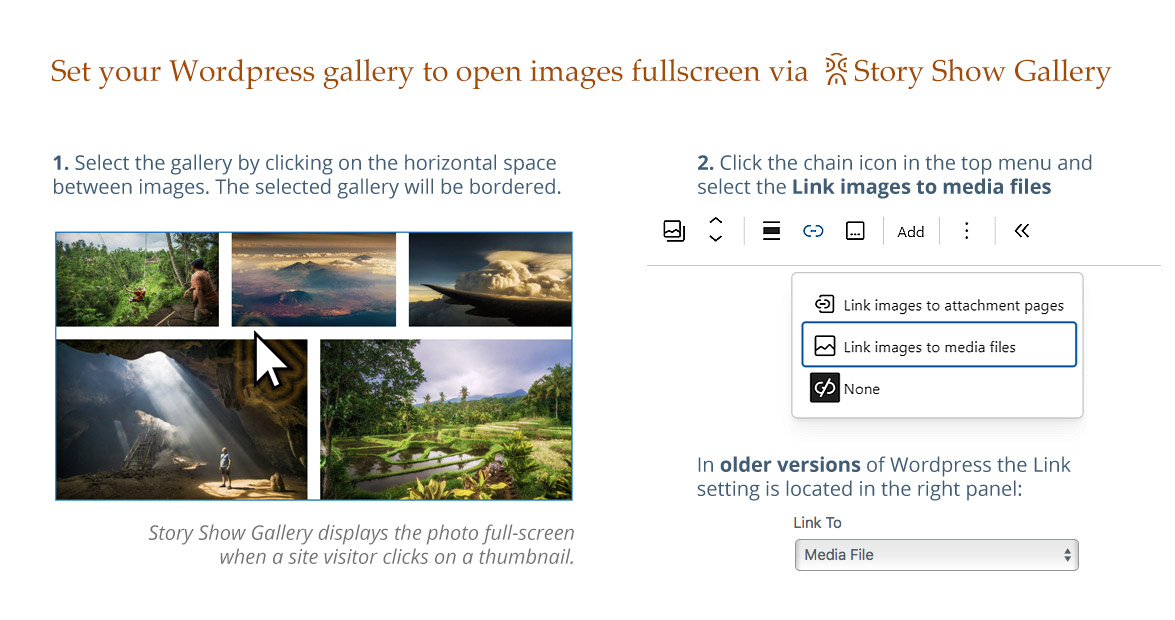 Set your Wordpress gallery to open images fullscreen via Story Show Gallery
1. Select the gallery by clicking on the horizontal space
between images. The selected gallery will be bordered.
Story Show Gallery displays the photo full-screen
when a site visitor clicks on a thumbnail.
2. Click the chain icon in the top menu and
select the Link images to media files
Add
Link images to attachment pages
Link images to media files
None
In older versions of Wordpress the Link
setting is located in the right panel:
Link To
Media File